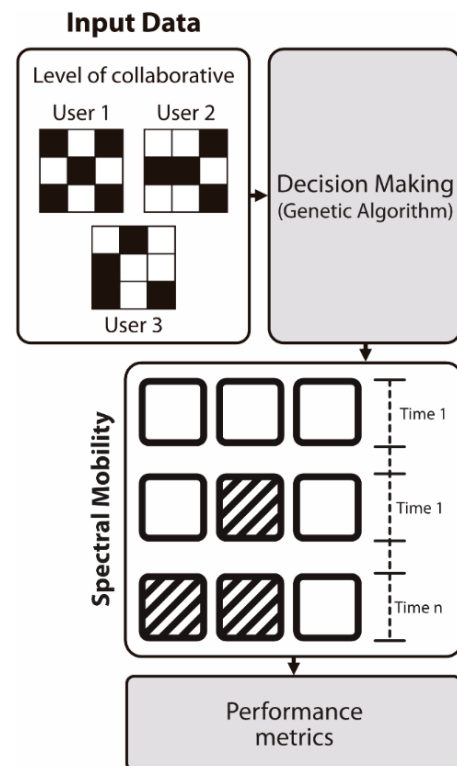 Input Data
Level of collaborative
User 1
User 2
User 3
Decision Making
(Genetic Algorithm)
Spectral Mobility
Time 1
Time 1
Time n
Performance
metrics